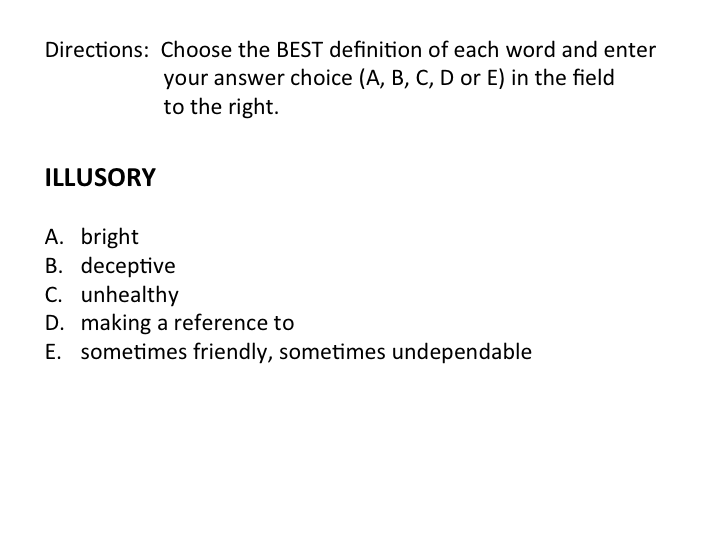 Directions: Choose the BEST definition of each word and enter
your answer choice (A, B, C, D or E) in the field
to the right.
ILLUSORY
A. bright
B. deceptive
C. unhealthy
D. making a reference to
E. sometimes friendly, sometimes undependable